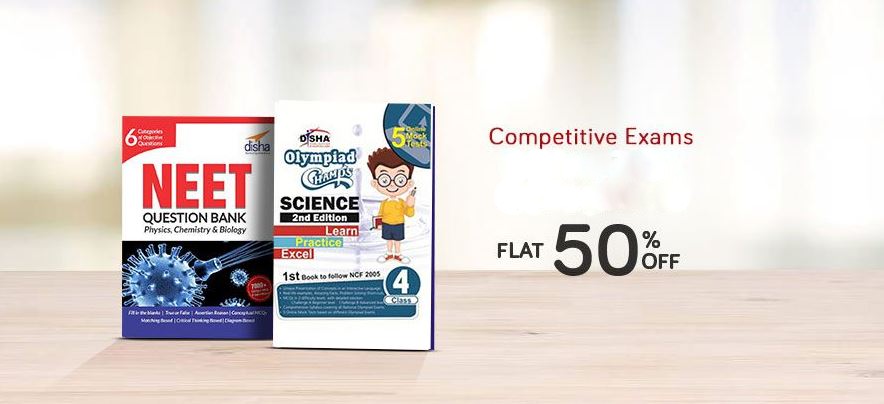 6 Categories
of Objective
Questions
disha
NEET
QUESTION BANK
Physics, Chemistry & Biology
7000+
Fill in the blanks | True or False | Assertion Reason | Conceptual MCQs
Matching Based | Critical Thinking Based | Diagram Based
DISHA
5 Online
Mock
Tests
Olympiad
CHAMPS
SCIENCE
2nd Edition
Learn
Practice
Excel
1st Book to follow NCF 2005
4
Class
Competitive Exams
FLAT 50% OFF